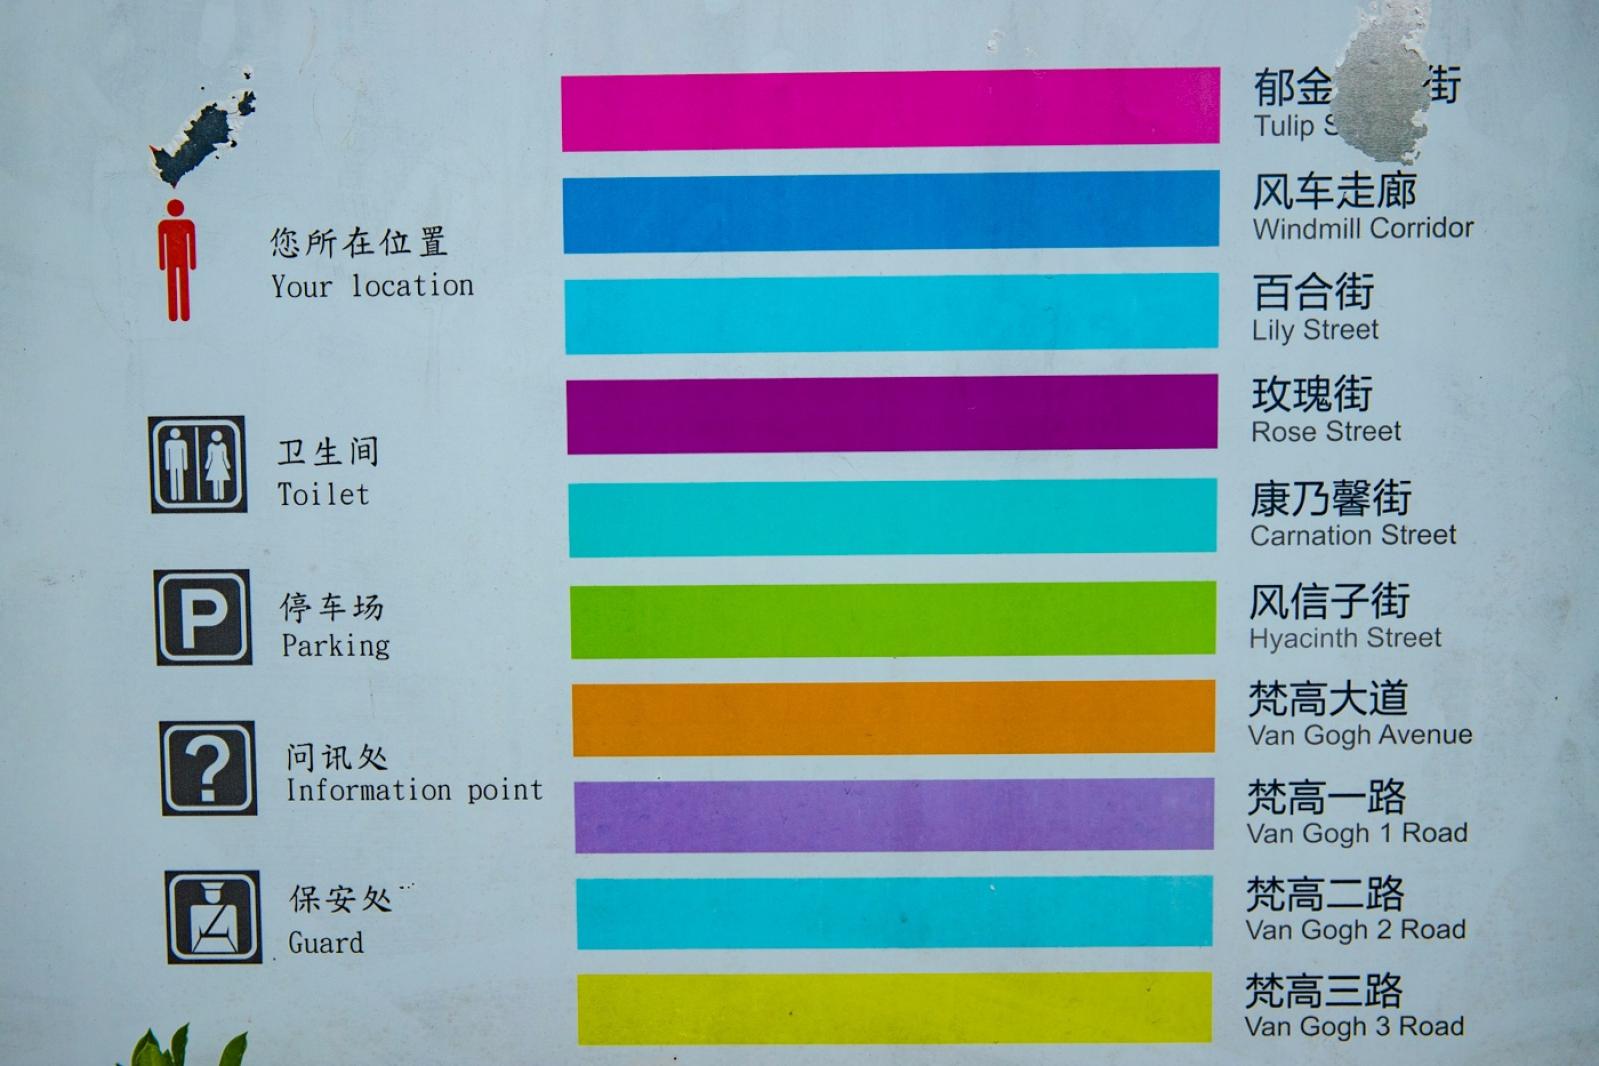 您所在位置
Your location
卫生间
Toilet
P
停车场
Parking
?
问讯处
Information point
保安处
Guard
郁金 街
Tulip
风车走廊
Windmill Corridor
百合街
Lily Street
玫瑰街
Rose Street
康乃馨街
Carnation Street
风信子街
Hyacinth Street
梵高大道
Van Gogh Avenue
梵高一路
Van Gogh 1 Road
梵高二路
Van Gogh 2 Road
梵高三路
Van Gogh 3 Road